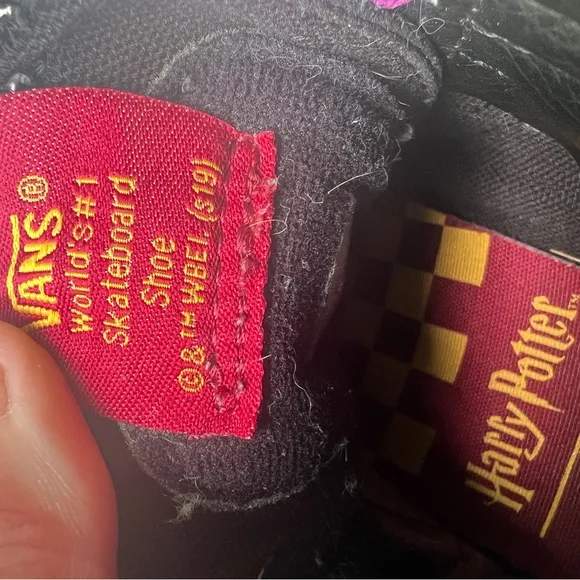 VANS®
World's #1
Skateboard
Shoe
©&™ WBEI. (s19)
Harry Potter™